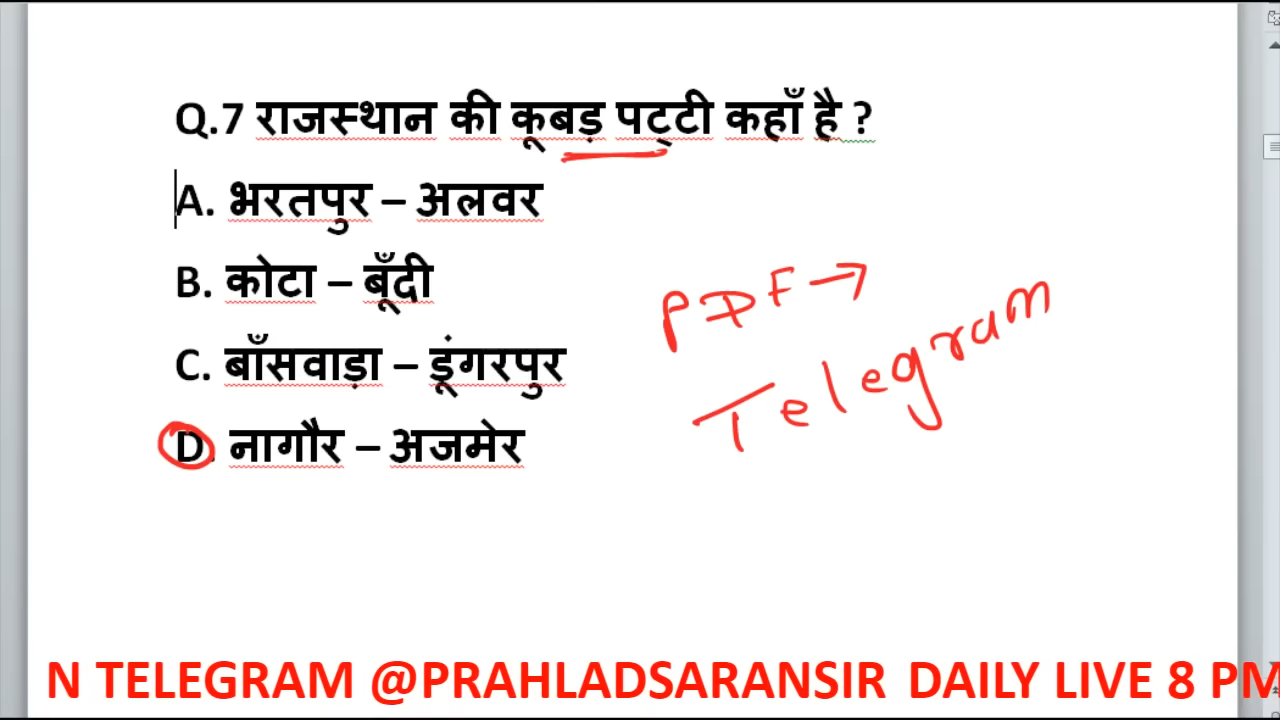 Q.7 राजस्थान की कूबड़ पट्टी कहाँ है ?
A. भरतपुर – अलवर
B. कोटा – बूँदी
C. बाँसवाड़ा – डूंगरपुर
D. नागौर – अजमेर
PDF →
Telegram
N TELEGRAM @PRAHLADSARANSIR DAILY LIVE 8 PM